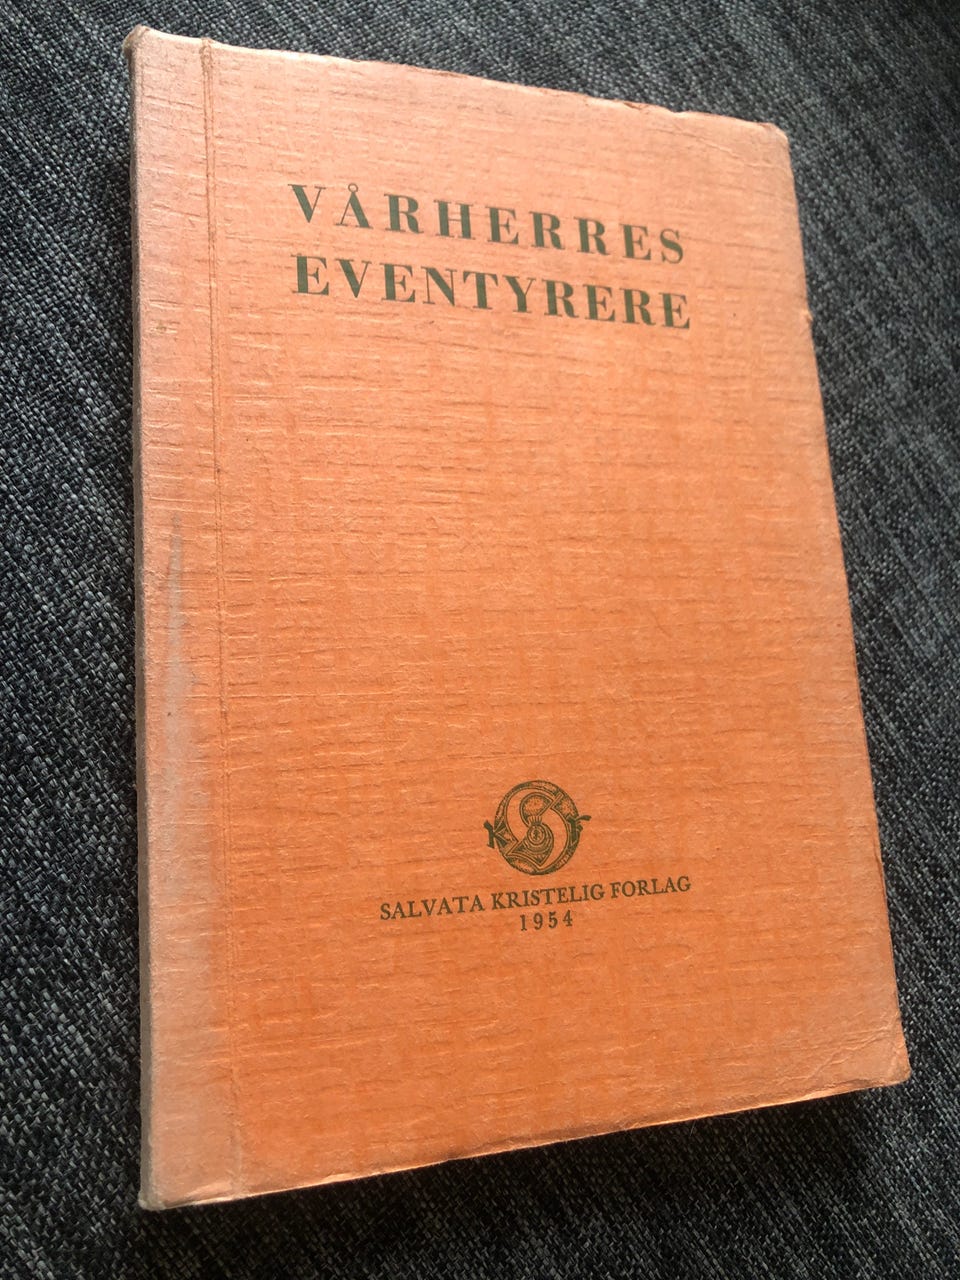 VÅRHERRES
EVENTYRERE
K S F
SALVATA KRISTELIG FORLAG
1954